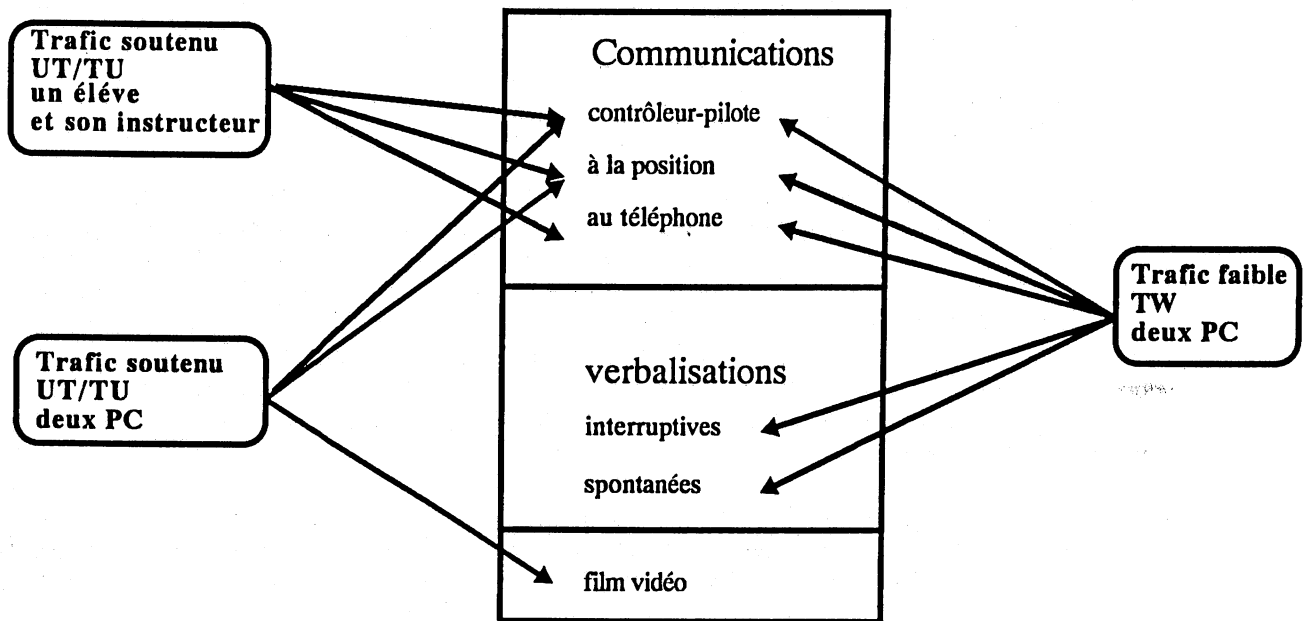 Trafic soutenu
UT/TU
un éléve
et son instructeur
Trafic soutenu
UT/TU
deux PC
Communications
contrôleur-pilote
à la position
au téléphone
verbalisations
interruptives
spontanées
film vidéo
Trafic faible
TW
deux PC